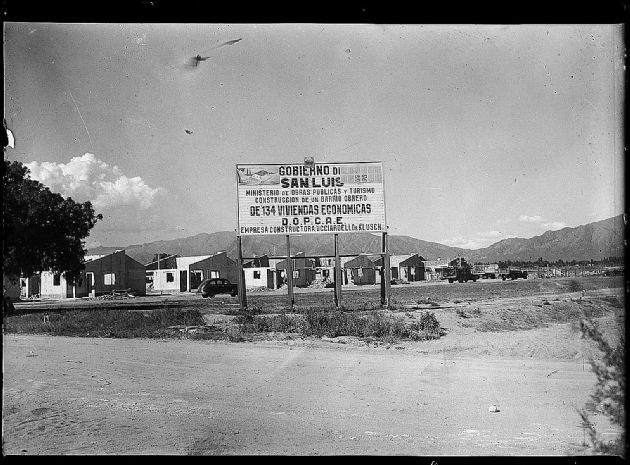 GOBIERNO DI
SAN LUIS
MINISTERIO DE OBRAS PUBLICAS Y TURISMO
CONSTRUCCION DE UN BARRIO OBRERO
DE 134 VIVIENDAS ECONOMICAS
D.O.P.C.A.E
EMPRESA CONSTRUCTORA